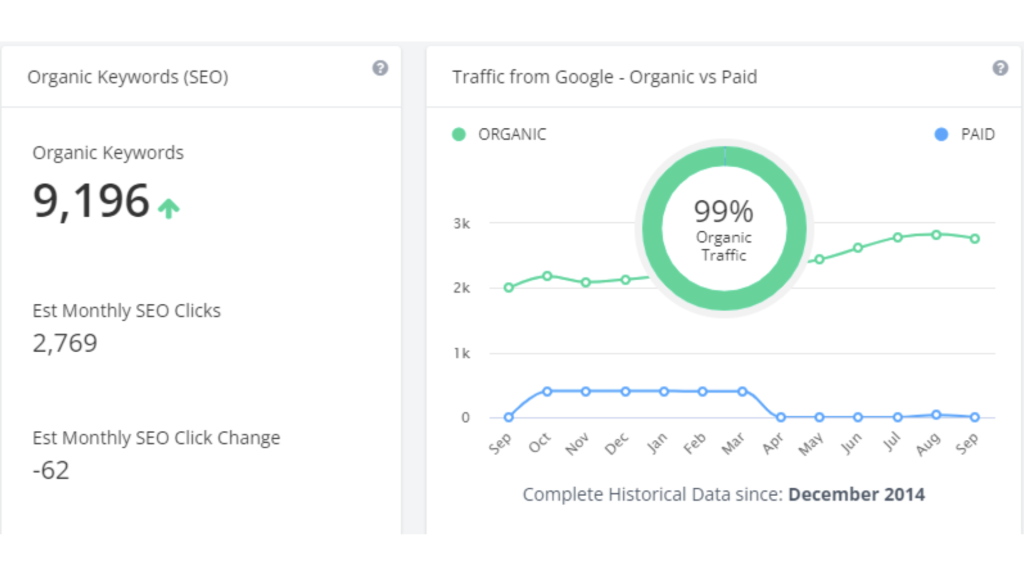 Organic Keywords (SEO)
?
Organic Keywords
9,196
Est Monthly SEO Clicks
2,769
Est Monthly SEO Click Change
-62
Traffic from Google - Organic vs Paid
?
ORGANIC
PAID
99%
Organic
Traffic
3k
2k
1k
0
Sep
Oct
Nov
Dec
Jan
Feb
Mar
Apr
May
Jun
Jul
Aug
Sep
Complete Historical Data since: December 2014